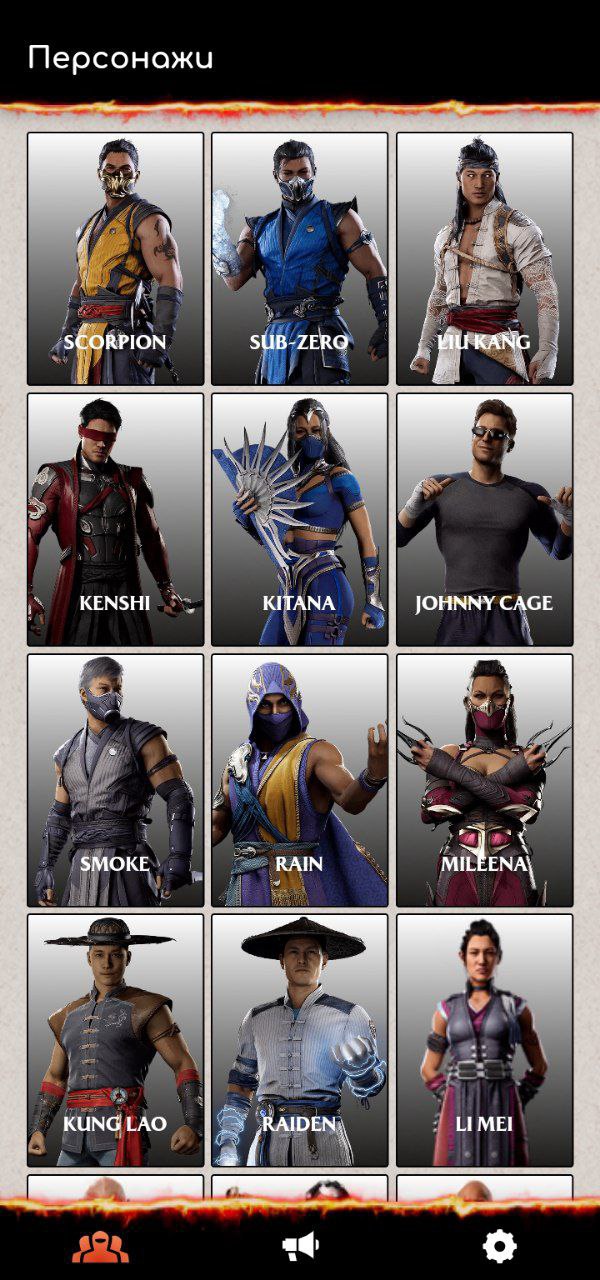 Персонажи
SCORPION
SUB-ZERO
LIU KANG
KENSHI
KITANA
JOHNNY CAGE
SMOKE
RAIN
MILEENA
KUNG LAO
RAIDEN
LI MEI